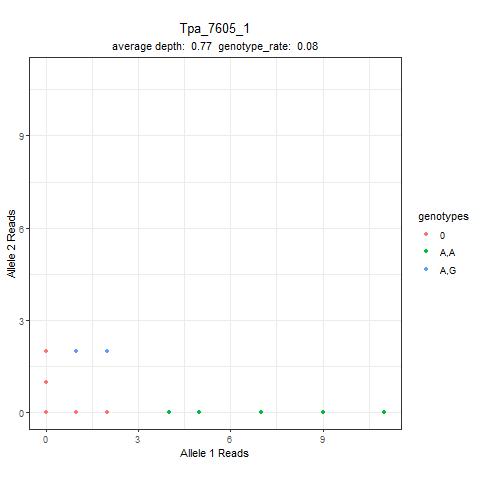 Tpa_7605_1
average depth: 0.77 genotype_rate: 0.08
9
6
3
0
Allele 2 Reads
0
3
6
9
Allele 1 Reads
genotypes
0
A,A
A,G